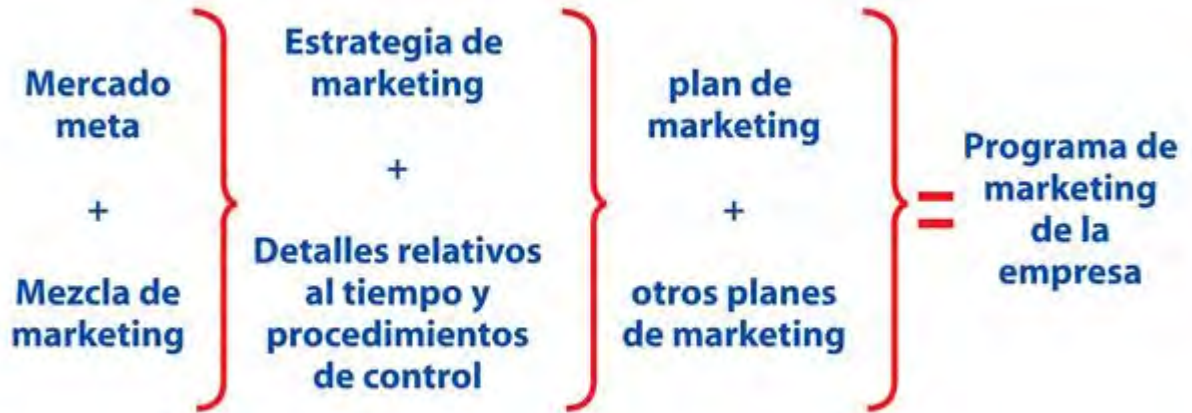 Mercado
meta
+
Mezcla de
marketing
Estrategia de
marketing
+
Detalles relativos
al tiempo y
procedimientos
de control
plan de
marketing
+
otros planes
de marketing
=
Programa de
marketing
de la
empresa